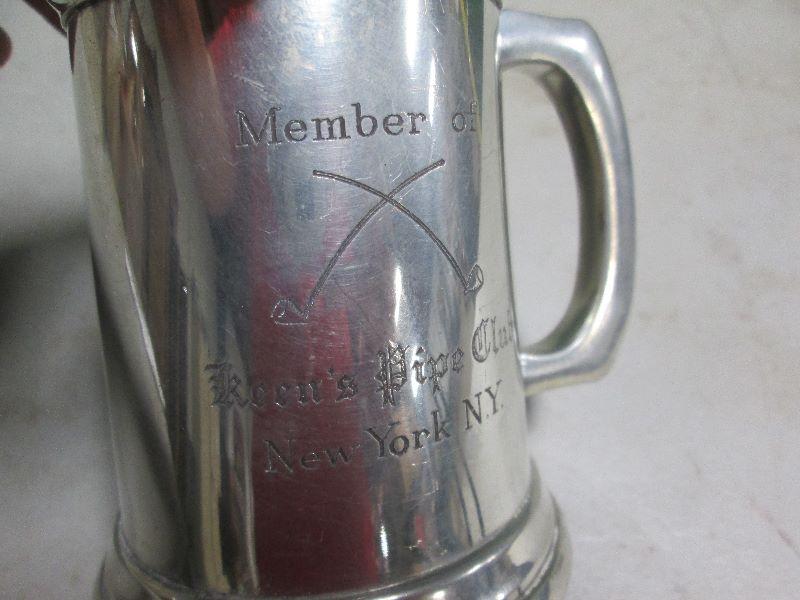 Member of
Keen's Pipe Club
New York N.Y.